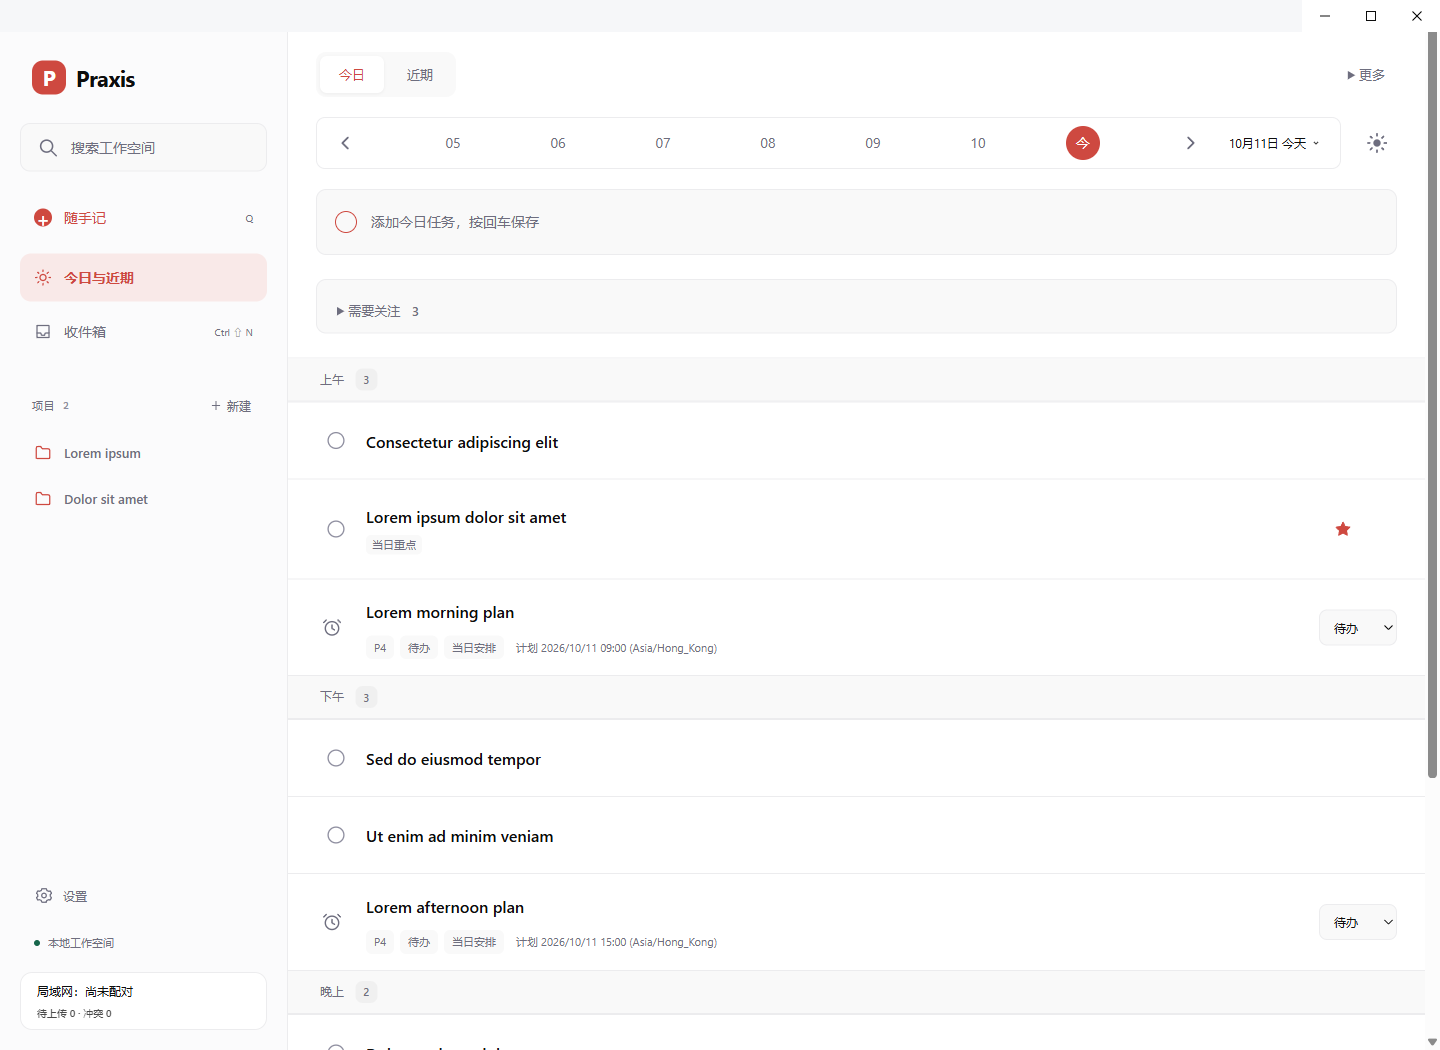 P Praxis
搜索工作空间
随手记 Q
今日与近期
收件箱 Ctrl ⇧ N
项目 2 + 新建
Lorem ipsum
Dolor sit amet
设置
本地工作空间
局域网：尚未配对
待上传 0 · 冲突 0
今日 近期 更多
05 06 07 08 09 10 今 10月11日 今天
添加今日任务，按回车保存
需要关注 3
上午 3
Consectetur adipiscing elit
Lorem ipsum dolor sit amet
当日重点
Lorem morning plan
P4 待办 当日安排 计划 2026/10/11 09:00 (Asia/Hong_Kong)
待办
下午 3
Sed do eiusmod tempor
Ut enim ad minim veniam
Lorem afternoon plan
P4 待办 当日安排 计划 2026/10/11 15:00 (Asia/Hong_Kong)
待办
晚上 2